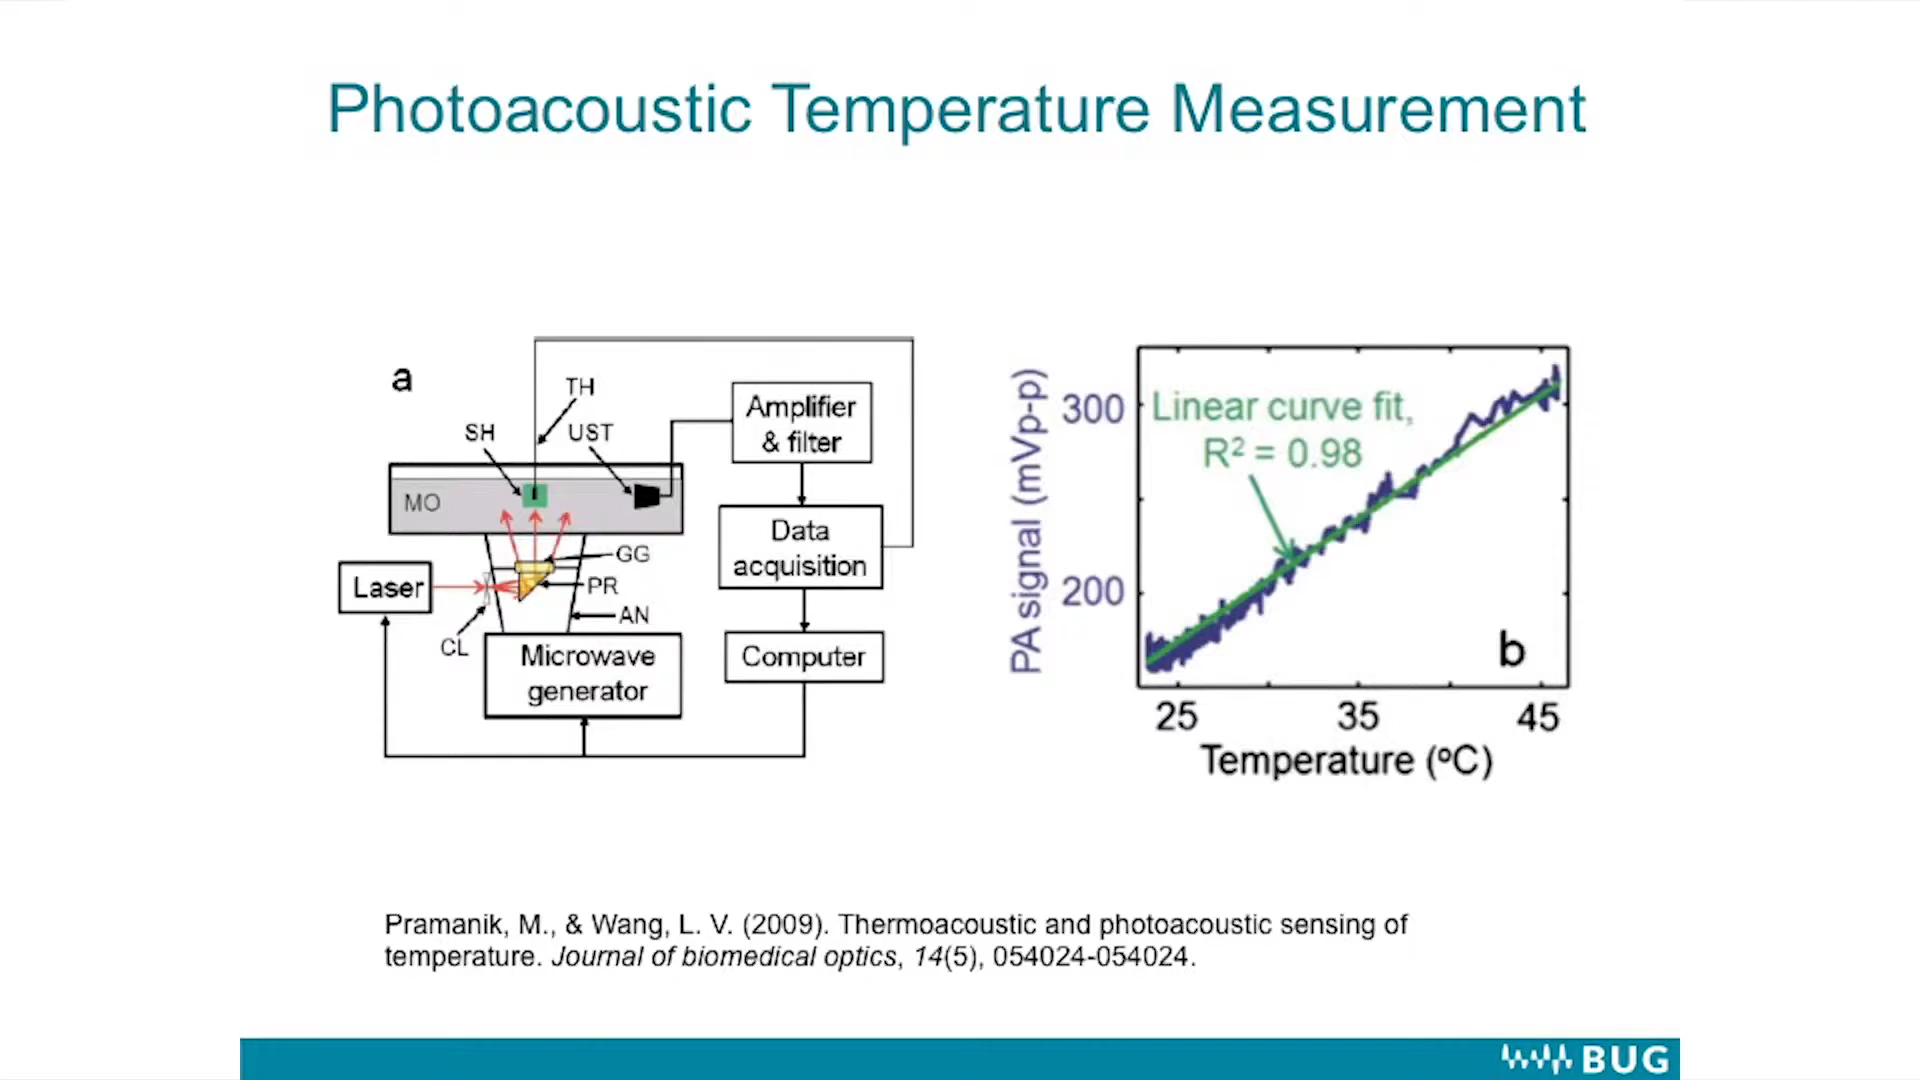 Photoacoustic Temperature Measurement
a
TH
SH
UST
MO
Amplifier
& filter
Data
acquisition
GG
PR
AN
Laser
CL
Microwave
generator
Computer
PA signal (mVp-p)
300
200
Linear curve fit,
R² = 0.98
b
25 35 45
Temperature (ºC)
Pramanik, M., & Wang, L. V. (2009). Thermoacoustic and photoacoustic sensing of
temperature. Journal of biomedical optics, 14(5), 054024-054024.
BUG